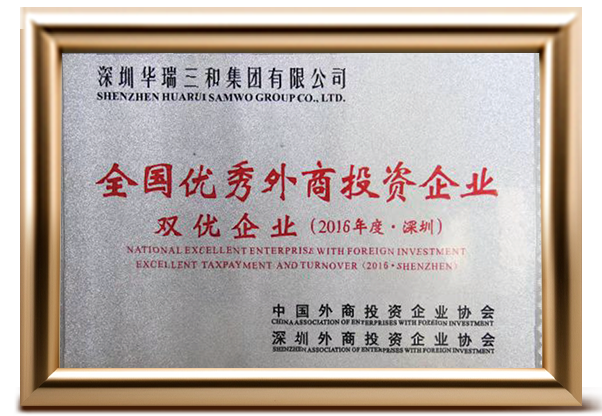 深圳华瑞三和集团有限公司
SHENZHEN HUARUI SAMWO GROUP CO., LTD.
全国优秀外商投资企业
双优企业(2016年度·深圳)
NATIONAL EXCELLENT ENTERPRISE WITH FOREIGN INVESTMENT
EXCELLENT TAXPAYMENT AND TURNOVER (2016·SHENZHEN)
中国外商投资企业协会
CHINA ASSOCIATION OF ENTERPRISES WITH FOREIGN INVESTMENT
深圳外商投资企业协会
SHENZHEN ASSOCIATION OF ENTERPRISES WITH FOREIGN INVESTMENT